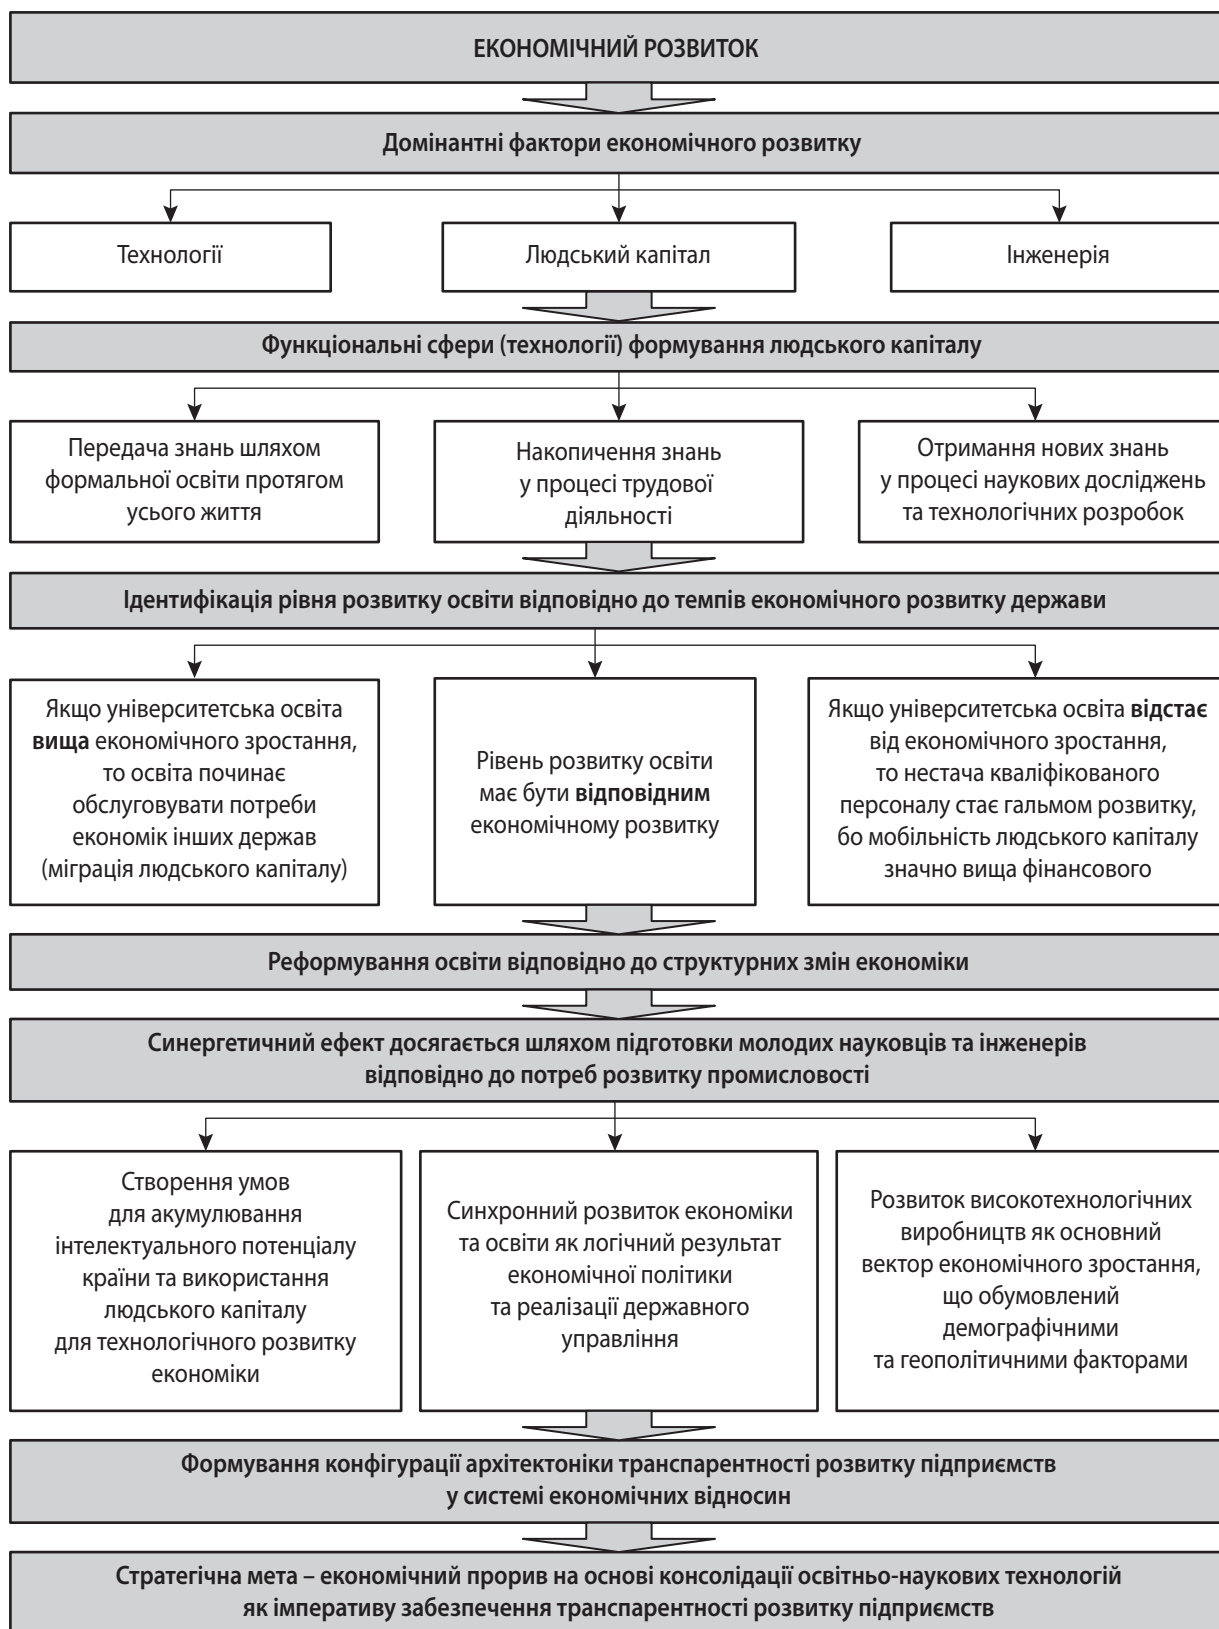 ЕКОНОМІЧНИЙ РОЗВИТОК
Домінантні фактори економічного розвитку
Технології
Людський капітал
Інженерія
Функціональні сфери (технології) формування людського капіталу
Передача знань шляхом
формальної освіти протягом
усього життя
Накопичення знань
у процесі трудової
діяльності
Отримання нових знань
у процесі наукових досліджень
та технологічних розробок
Ідентифікація рівня розвитку освіти відповідно до темпів економічного розвитку держави
Якщо університетська освіта
вища економічного зростання,
то освіта починає
обслуговувати потреби
економік інших держав
(міграція людського капіталу)
Рівень розвитку освіти
має бути відповідним
економічному розвитку
Якщо університетська освіта відстає
від економічного зростання,
то нестача кваліфікованого
персоналу стає гальмом розвитку,
бо мобільність людського капіталу
значно вища фінансового
Реформування освіти відповідно до структурних змін економіки
Синергетичний ефект досягається шляхом підготовки молодих науковців та інженерів
відповідно до потреб розвитку промисловості
Створення умов
для акумулювання
інтелектуального потенціалу
країни та використання
людського капіталу
для технологічного розвитку
економіки
Синхронний розвиток економіки
та освіти як логічний результат
економічної політики
та реалізації державного
управління
Розвиток високотехнологічних
виробництв як основний
вектор економічного зростання,
що обумовлений
демографічними
та геополітичними факторами
Формування конфігурації архітектоніки транспарентності розвитку підприємств
у системі економічних відносин
Стратегічна мета – економічний прорив на основі консолідації освітньо-наукових технологій
як імперативу забезпечення транспарентності розвитку підприємств